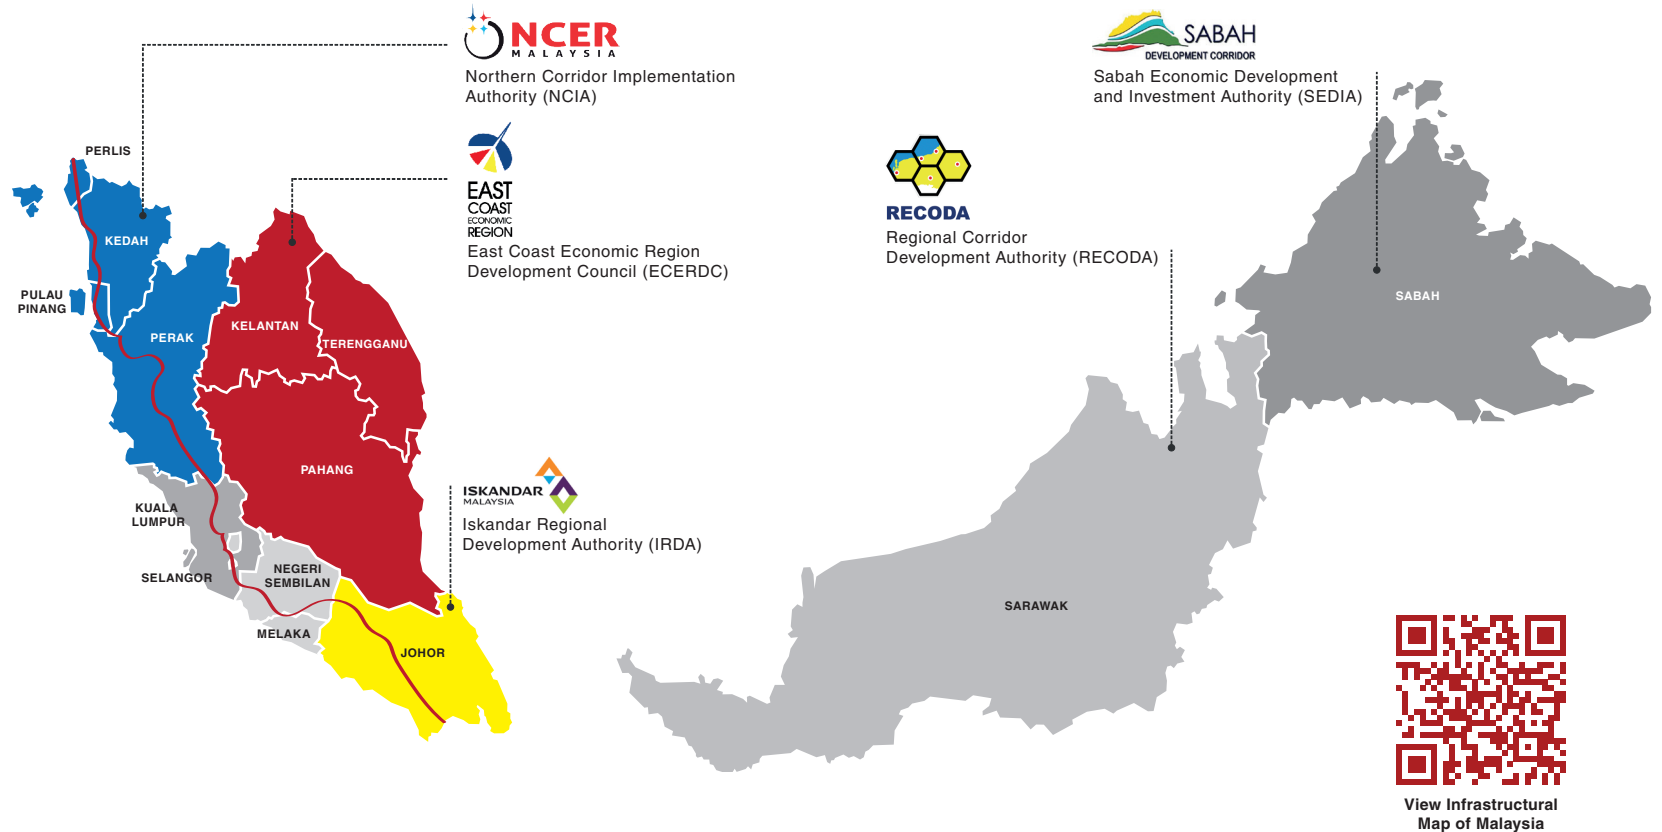 NCER
MALAYSIA
Northern Corridor Implementation
Authority (NCIA)
EAST
COAST
ECONOMIC
REGION
East Coast Economic Region
Development Council (ECERDC)
ISKANDAR
MALAYSIA
Iskandar Regional
Development Authority (IRDA)
PERLIS
KEDAH
PULAU
PINANG
PERAK
KELANTAN
TERENGGANU
PAHANG
KUALA
LUMPUR
SELANGOR
NEGERI
SEMBILAN
MELAKA
JOHOR
SABAH
DEVELOPMENT CORRIDOR
Sabah Economic Development
and Investment Authority (SEDIA)
RECODA
Regional Corridor
Development Authority (RECODA)
SABAH
SARAWAK
View Infrastructural
Map of Malaysia